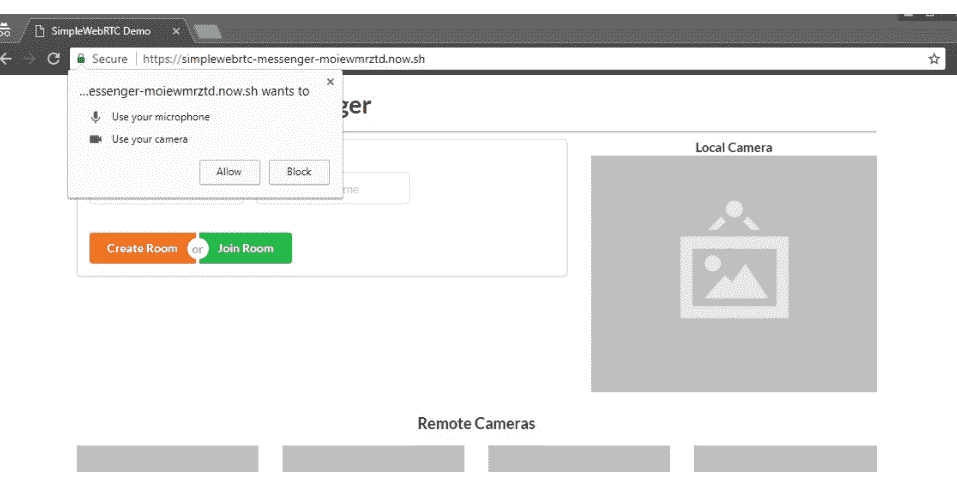 SimpleWebRTC Demo
Secure | https://simplewebrtc-messenger-moiewmrztd.now.sh
...essenger-moiewmrztd.now.sh wants to
Use your microphone
Use your camera
Allow Block
ger
Local Camera
me
Create Room or Join Room
Remote Cameras